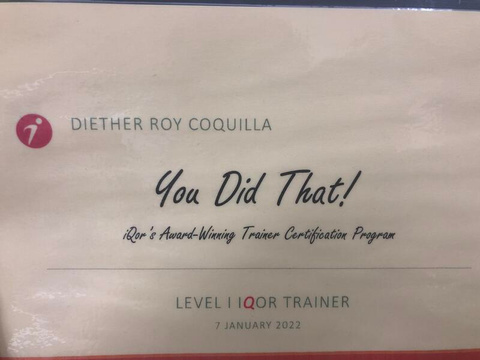 DIETHER ROY COQUILLA
You Did That!
iQor's Award-Winning Trainer Certification Program
LEVEL I IQOR TRAINER
7 JANUARY 2022